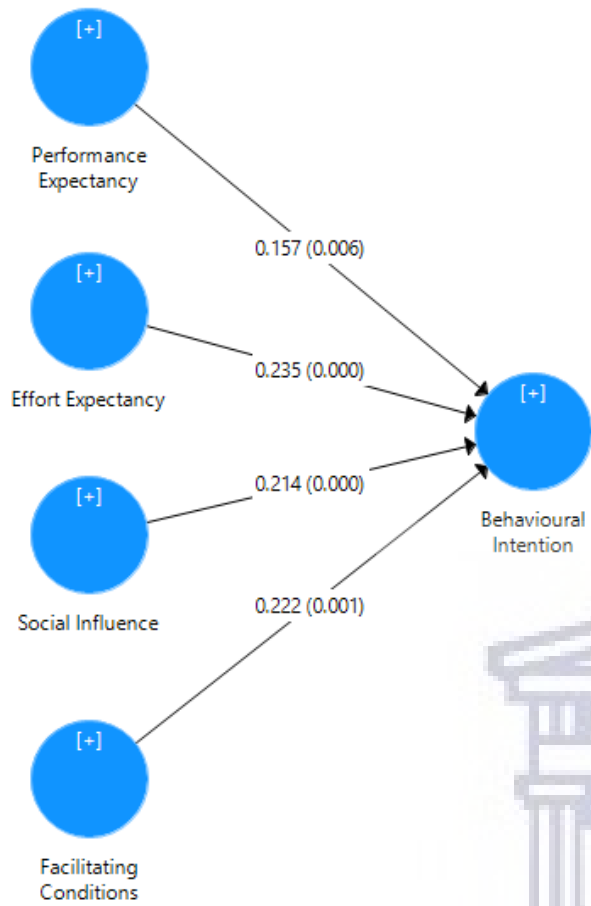 [+]
Performance
Expectancy
0.157 (0.006)
[+]
Effort Expectancy
0.235 (0.000)
[+]
Behavioural
Intention
[+]
Social Influence
0.214 (0.000)
0.222 (0.001)
[+]
Facilitating
Conditions